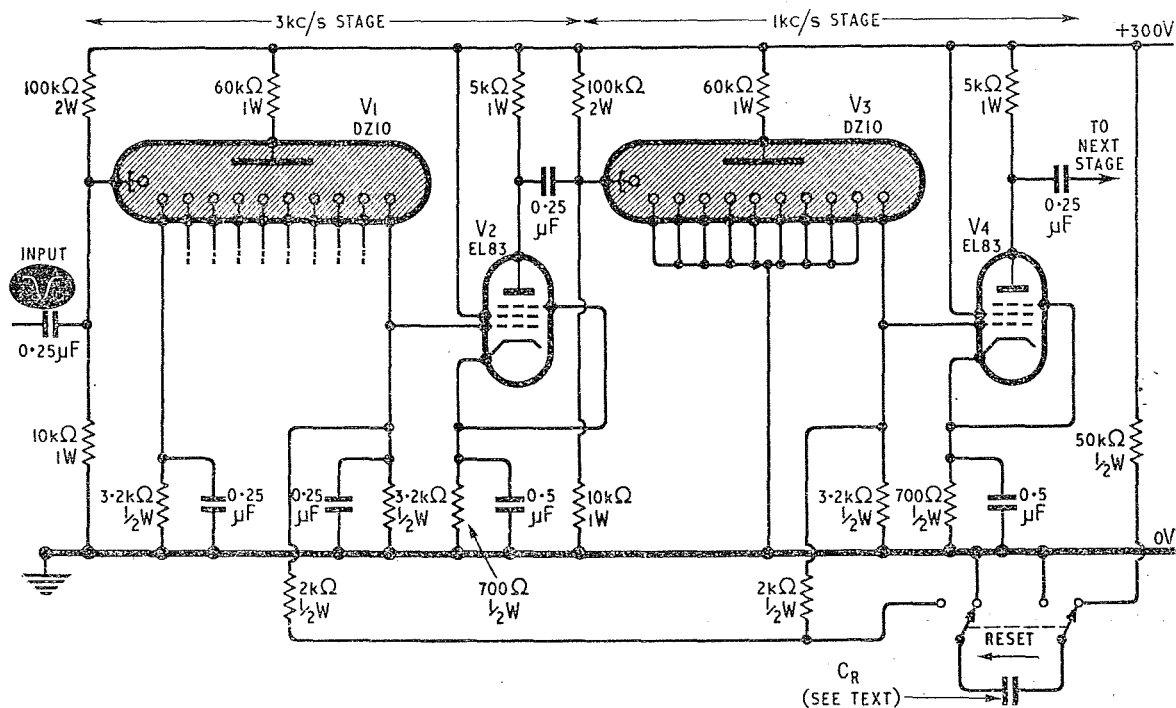 3kC/s STAGE
1kC/s STAGE
+300V
100kΩ
2W
60kΩ
1W
V1
DZ10
5kΩ
1W
100kΩ
2W
60kΩ
1W
V3
DZ10
5kΩ
1W
TO
NEXT
STAGE
0·25
μF
0·25
μF
INPUT
V2
EL83
V4
EL83
0·25μF
10kΩ
1W
50kΩ
1/2W
3·2kΩ
1/2W
0·25
μF
0·25
μF
3·2kΩ
1/2W
0·5
μF
10kΩ
1W
3·2kΩ
1/2W
700Ω
1/2W
0·5
μF
0V
2kΩ
1/2W
700Ω
1/2W
2kΩ
1/2W
RESET
CR
(SEE TEXT)